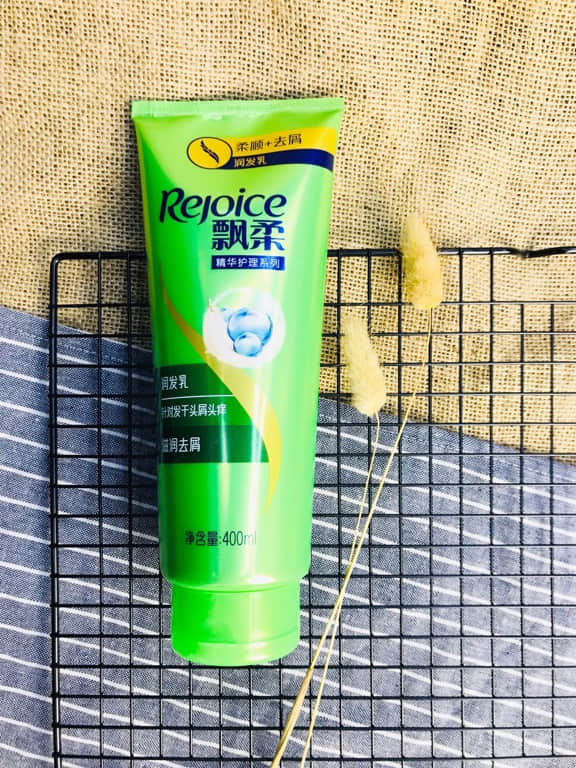 柔顺+去屑
润发乳
Rejoice
飘柔
精华护理系列
润发乳
针对发干头屑头痒
滋润去屑
净含量:400ml